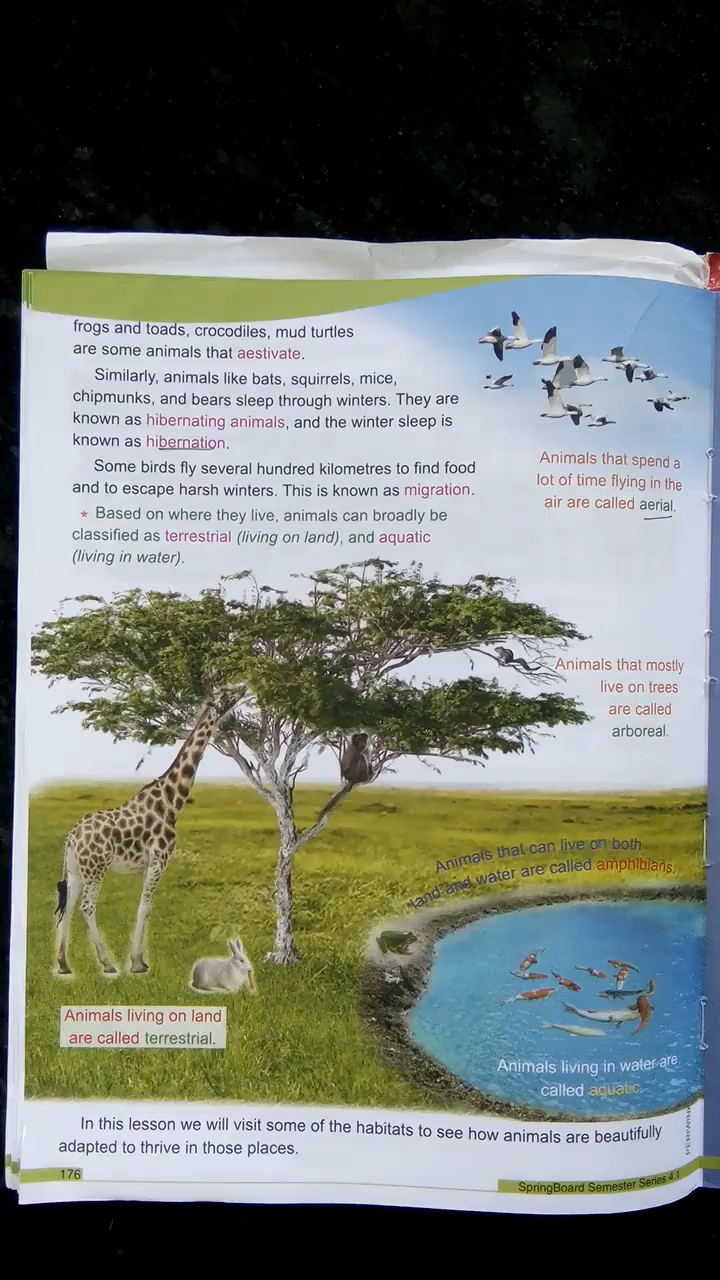 frogs and toads, crocodiles, mud turtles
are some animals that aestivate.
Similarly, animals like bats, squirrels, mice,
chipmunks, and bears sleep through winters. They are
known as hibernating animals, and the winter sleep is
known as hibernation.
Some birds fly several hundred kilometres to find food
and to escape harsh winters. This is known as migration.
★ Based on where they live, animals can broadly be
classified as terrestrial (living on land), and aquatic
(living in water).
Animals that spend a
lot of time flying in the
air are called aerial.
Animals that mostly
live on trees
are called
arboreal.
Animals that can live on both
land and water are called amphibians.
Animals living on land
are called terrestrial.
Animals living in water are
called aquatic.
In this lesson we will visit some of the habitats to see how animals are beautifully
adapted to thrive in those places.
PERIWINK
176
SpringBoard Semester Series 4.1